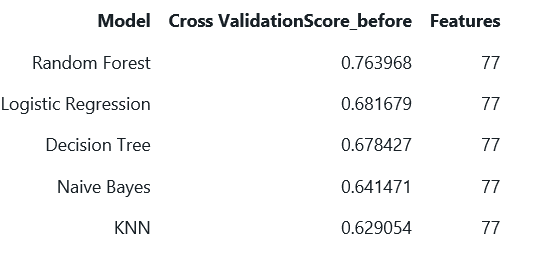 Model Cross ValidationScore_before Features
Random Forest 0.763968 77
Logistic Regression 0.681679 77
Decision Tree 0.678427 77
Naive Bayes 0.641471 77
KNN 0.629054 77